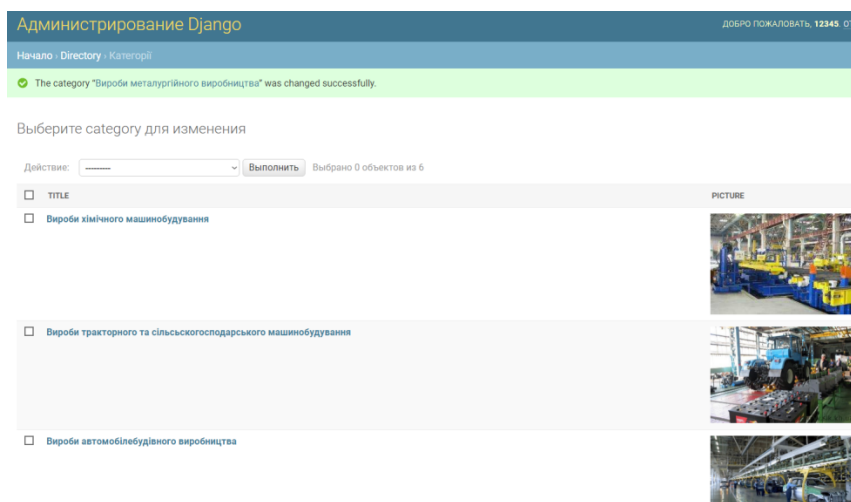 Администрирование Django
ДОБРО ПОЖАЛОВАТЬ, 12345.
Начало › Directory › Категорії
The category "Вироби металургійного виробництва" was changed successfully.
Выберите category для изменения
Действие: --------- Выполнить Выбрано 0 объектов из 6
TITLE PICTURE
Вироби хімічного машинобудування
Вироби тракторного та сільськогосподарського машинобудування
Вироби автомобілебудівного виробництва